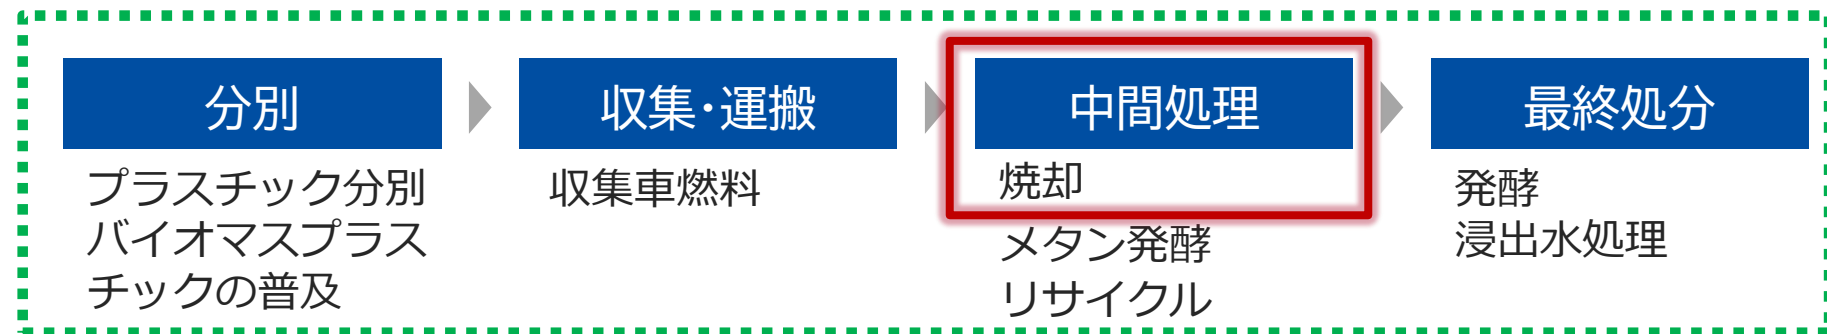 分別
プラスチック分別
バイオマスプラス
チックの普及
収集・運搬
収集車燃料
中間処理
焼却
メタン発酵
リサイクル
最終処分
発酵
浸出水処理